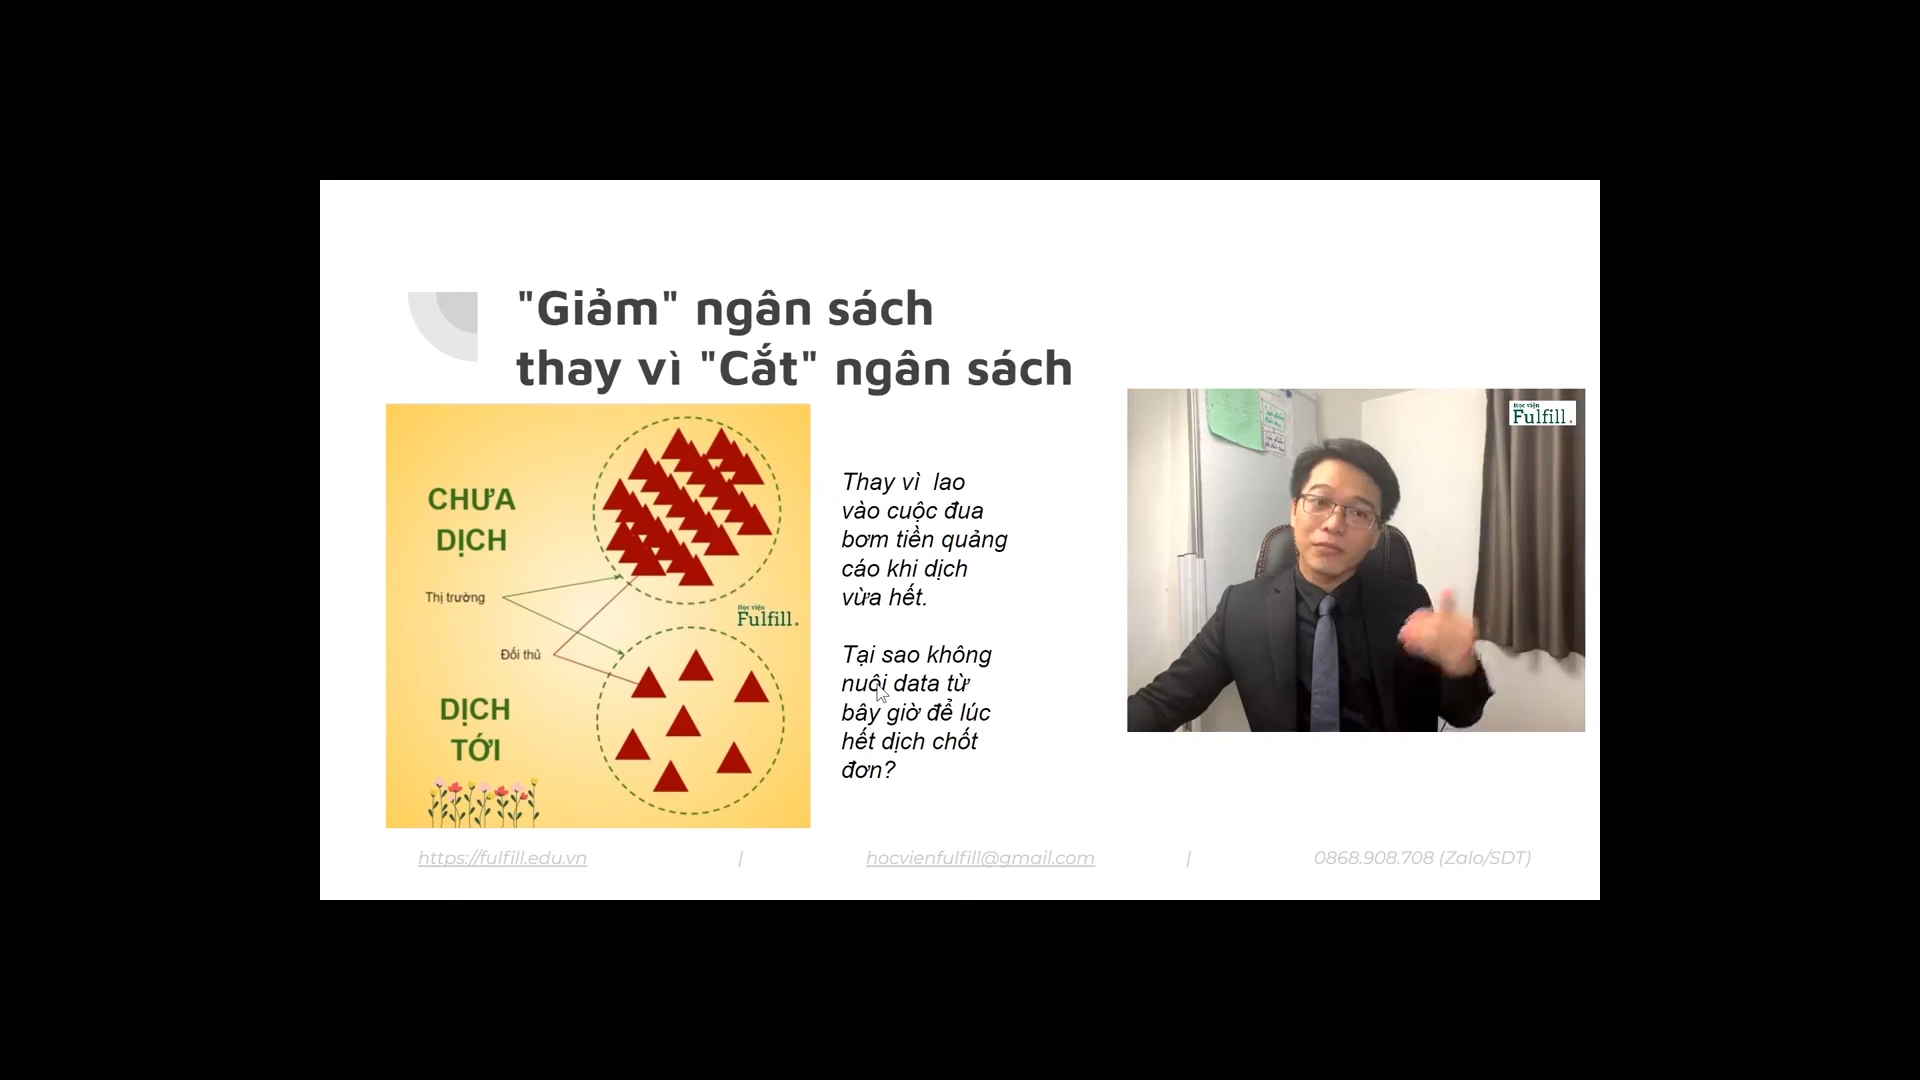 "Giảm" ngân sách
thay vì "Cắt" ngân sách
CHƯA
DỊCH
Thị trường
Học viện
Fulfill.
Đối thủ
DỊCH
TỚI
Thay vì lao
vào cuộc đua
bơm tiền quảng
cáo khi dịch
vừa hết.
Tại sao không
nuôi data từ
bây giờ để lúc
hết dịch chốt
đơn?
Học viện
Fulfill.
https://fulfill.edu.vn | hocvienfulfill@gmail.com | 0868.908.708 (Zalo/SDT)